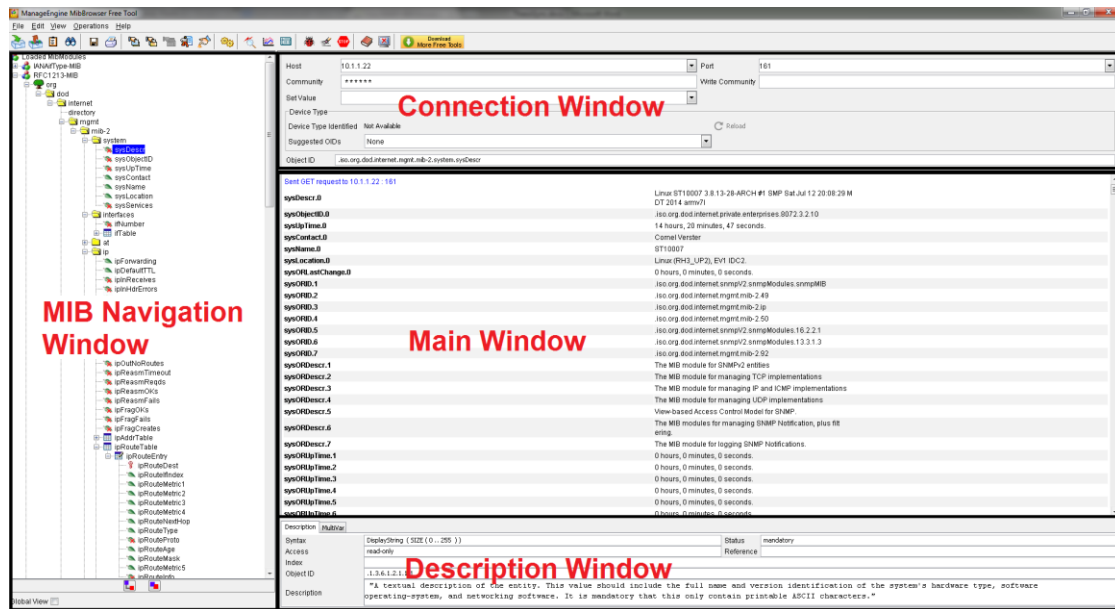 ManageEngine MibBrowser Free Tool
File Edit View Operations Help
Download
More Free Tools
Loaded MibModules
IANAifType-MIB
RFC1213-MIB
org
dod
internet
directory
mgmt
mib-2
system
sysDescr
sysObjectID
sysUpTime
sysContact
sysName
sysLocation
sysServices
interfaces
ifNumber
ifTable
at
ip
ipForwarding
ipDefaultTTL
ipInReceives
ipInHdrErrors
MIB Navigation
Window
ipOutNoRoutes
ipReasmTimeout
ipReasmReqds
ipReasmOKs
ipReasmFails
ipFragOKs
ipFragFails
ipFragCreates
ipAddrTable
ipRouteTable
ipRouteEntry
ipRouteDest
ipRouteIfIndex
ipRouteMetric1
ipRouteMetric2
ipRouteMetric3
ipRouteMetric4
ipRouteNextHop
ipRouteType
ipRouteProto
ipRouteAge
ipRouteMask
ipRouteMetric5
ipRouteInfo
Global View
Host 10.1.1.22 Port 161
Community ****** Write Community
Set Value
Connection Window
Device Type
Device Type Identified Not Available Reload
Suggested OIDs None
Object ID .iso.org.dod.internet.mgmt.mib-2.system.sysDescr
Sent GET request to 10.1.1.22 : 161
sysDescr.0 Linux ST10007 3.8.13-28-ARCH #1 SMP Sat Jul 12 20:08:29 M
DT 2014 armv7l
sysObjectID.0 .iso.org.dod.internet.private.enterprises.8072.3.2.10
sysUpTime.0 14 hours, 20 minutes, 47 seconds.
sysContact.0 Cornel Verster
sysName.0 ST10007
sysLocation.0 Linux (RH3_UP2), EV1 IDC2.
sysORLastChange.0 0 hours, 0 minutes, 0 seconds.
sysORID.1 .iso.org.dod.internet.snmpV2.snmpModules.snmpMIB
sysORID.2 .iso.org.dod.internet.mgmt.mib-2.49
sysORID.3 .iso.org.dod.internet.mgmt.mib-2.ip
sysORID.4 .iso.org.dod.internet.mgmt.mib-2.50
sysORID.5 .iso.org.dod.internet.snmpV2.snmpModules.16.2.2.1
sysORID.6 .iso.org.dod.internet.snmpV2.snmpModules.13.3.1.3
sysORID.7 .iso.org.dod.internet.mgmt.mib-2.92
Main Window
sysORDescr.1 The MIB module for SNMPv2 entities
sysORDescr.2 The MIB module for managing TCP implementations
sysORDescr.3 The MIB module for managing IP and ICMP implementations
sysORDescr.4 The MIB module for managing UDP implementations
sysORDescr.5 View-based Access Control Model for SNMP.
sysORDescr.6 The MIB modules for managing SNMP Notification, plus filt
ering.
sysORDescr.7 The MIB module for logging SNMP Notifications.
sysORUpTime.1 0 hours, 0 minutes, 0 seconds.
sysORUpTime.2 0 hours, 0 minutes, 0 seconds.
sysORUpTime.3 0 hours, 0 minutes, 0 seconds.
sysORUpTime.4 0 hours, 0 minutes, 0 seconds.
sysORUpTime.5 0 hours, 0 minutes, 0 seconds.
sysORUpTime.6 0 hours, 0 minutes, 0 seconds.
Description MultiVar
Syntax DisplayString ( SIZE ( 0 .. 255 ) ) Status mandatory
Access read-only Reference
Index
Object ID .1.3.6.1.2.1.
Description Window
Description "A textual description of the entity. This value should include the full name and version identification of the system's hardware type, software
operating-system, and networking software. It is mandatory that this only contain printable ASCII characters."